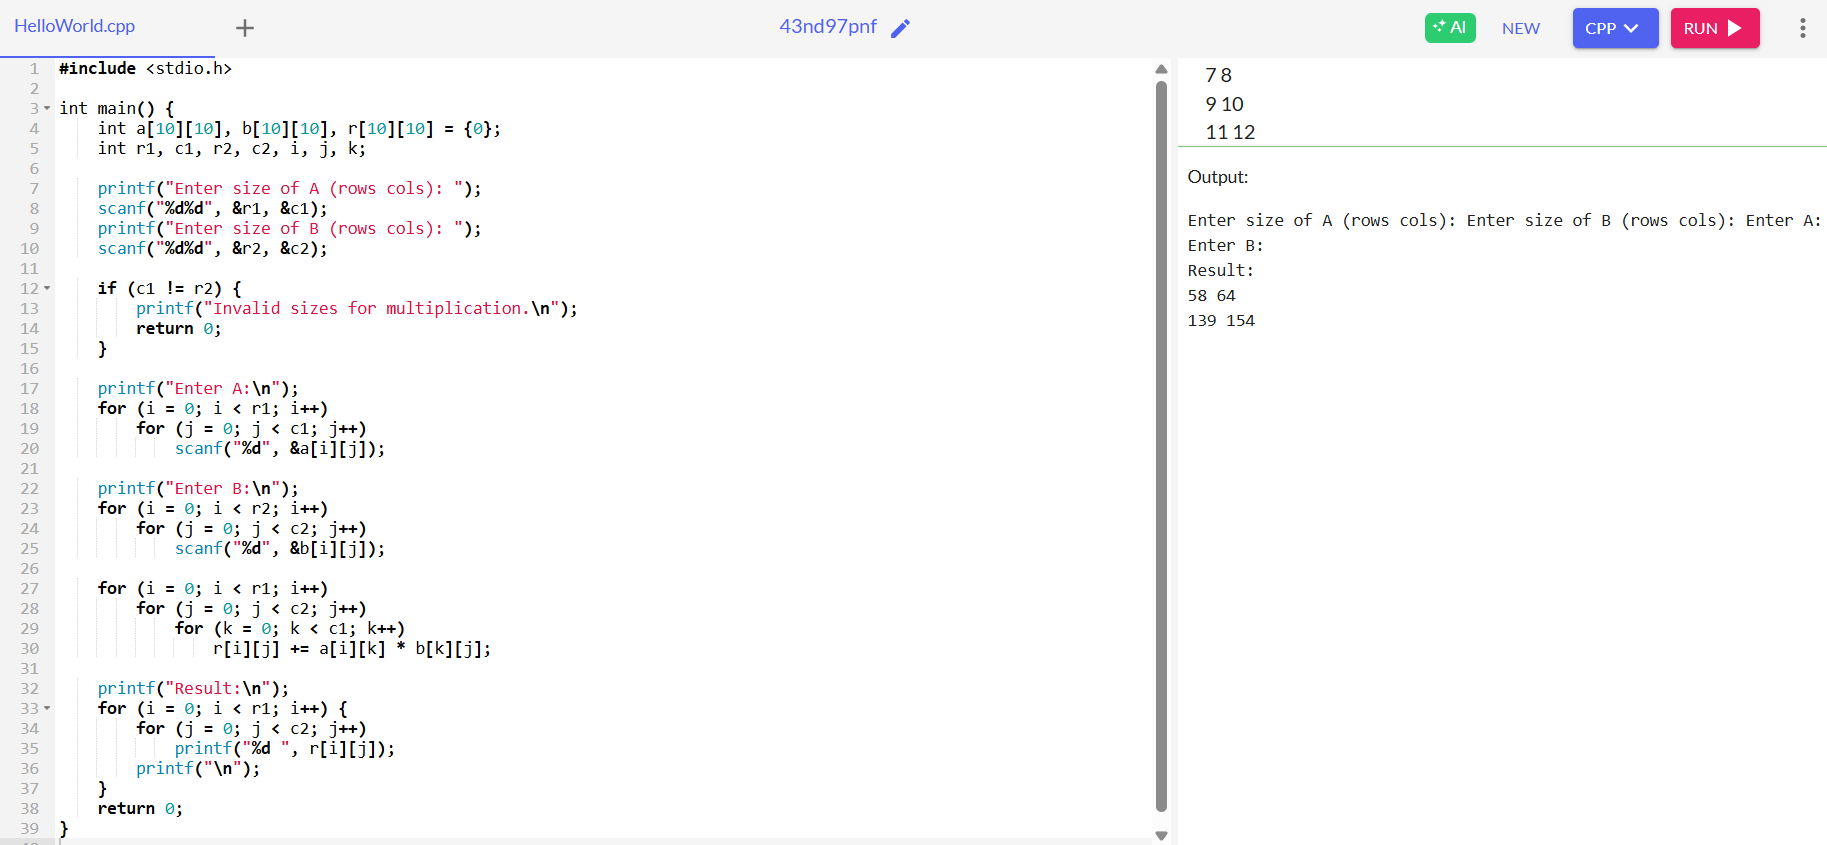 HelloWorld.cpp + 43nd97pnf AI NEW CPP RUN
1 #include <stdio.h>
2
3 int main() {
4     int a[10][10], b[10][10], r[10][10] = {0};
5     int r1, c1, r2, c2, i, j, k;
6
7     printf("Enter size of A (rows cols): ");
8     scanf("%d%d", &r1, &c1);
9     printf("Enter size of B (rows cols): ");
10     scanf("%d%d", &r2, &c2);
11
12     if (c1 != r2) {
13         printf("Invalid sizes for multiplication.\n");
14         return 0;
15     }
16
17     printf("Enter A:\n");
18     for (i = 0; i < r1; i++)
19         for (j = 0; j < c1; j++)
20             scanf("%d", &a[i][j]);
21
22     printf("Enter B:\n");
23     for (i = 0; i < r2; i++)
24         for (j = 0; j < c2; j++)
25             scanf("%d", &b[i][j]);
26
27     for (i = 0; i < r1; i++)
28         for (j = 0; j < c2; j++)
29             for (k = 0; k < c1; k++)
30                 r[i][j] += a[i][k] * b[k][j];
31
32     printf("Result:\n");
33     for (i = 0; i < r1; i++) {
34         for (j = 0; j < c2; j++)
35             printf("%d ", r[i][j]);
36         printf("\n");
37     }
38     return 0;
39 }
7 8
9 10
11 12
Output:
Enter size of A (rows cols): Enter size of B (rows cols): Enter A:
Enter B:
Result:
58 64
139 154